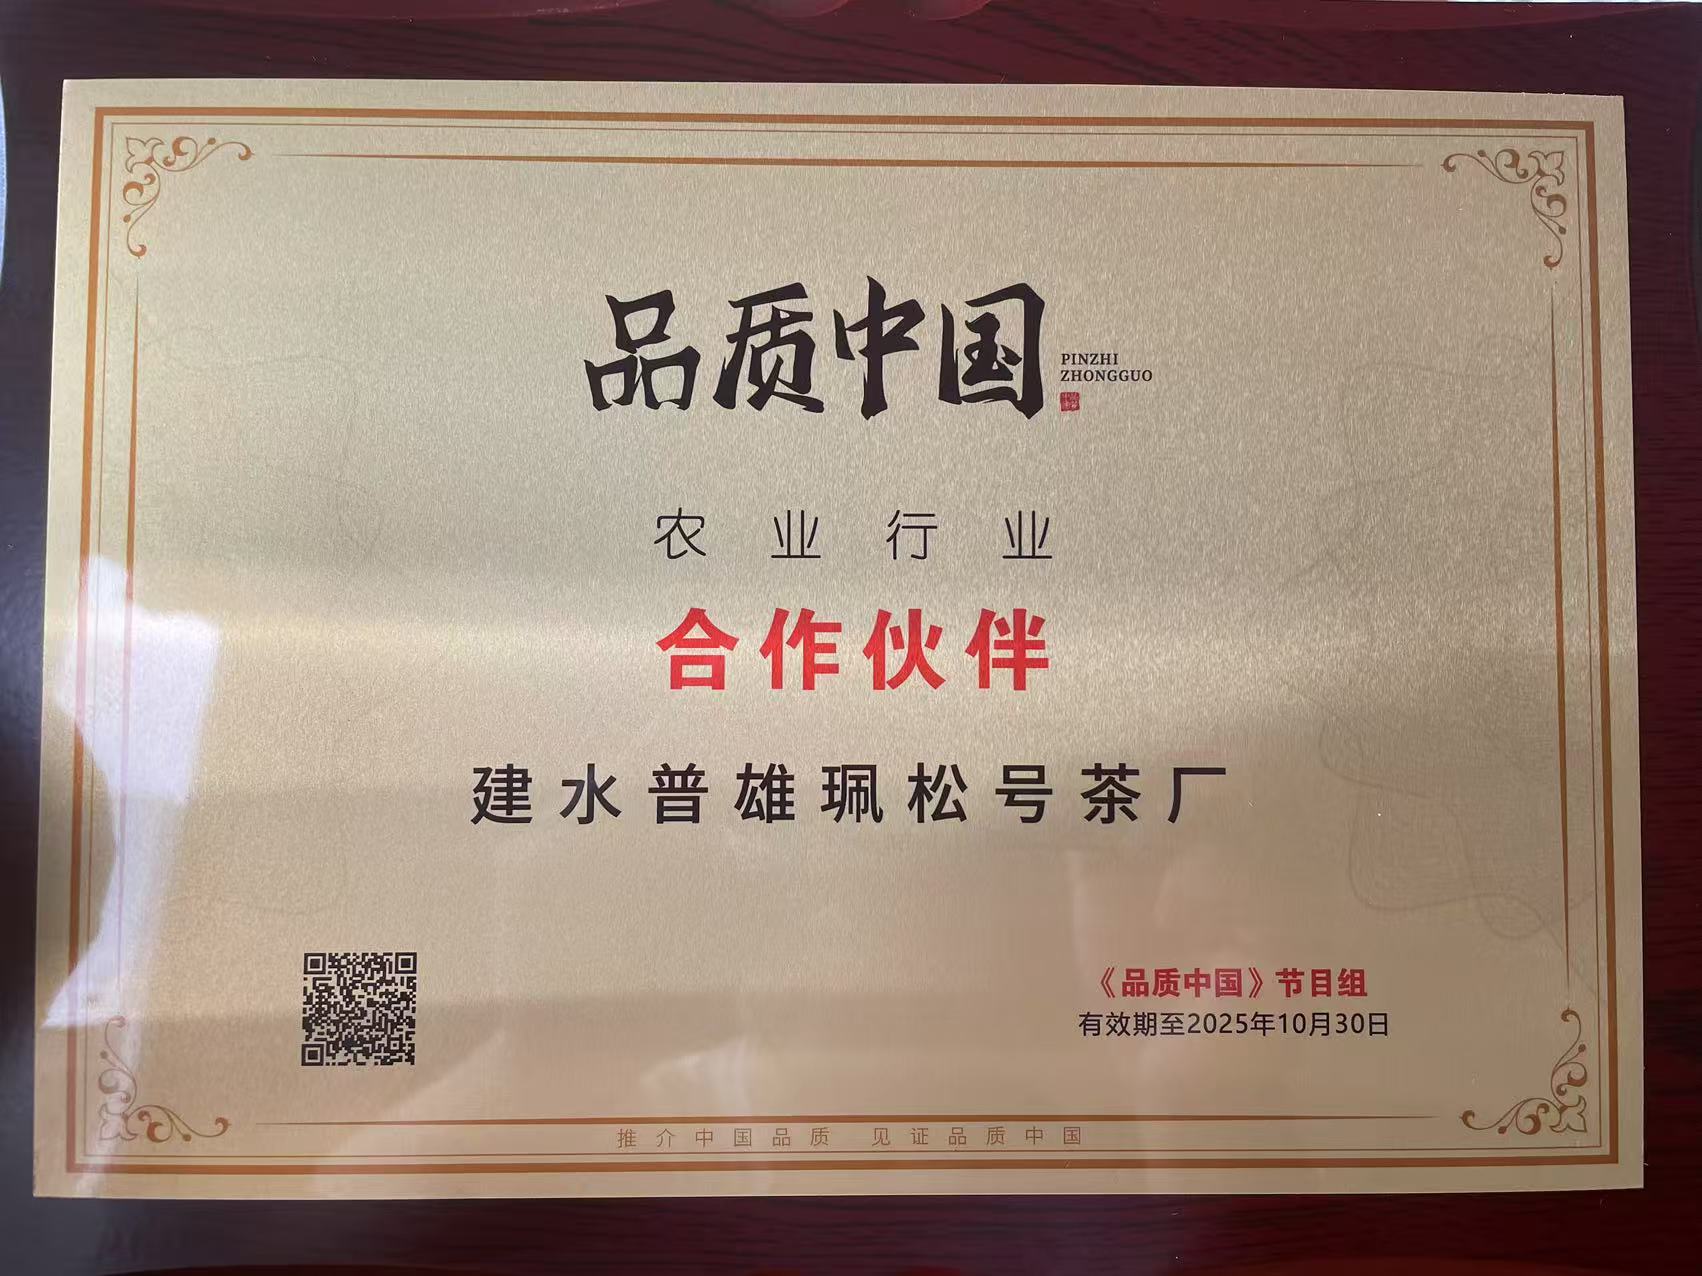 品质中国
PINZHI
ZHONGGUO
农业行业
合作伙伴
建水普雄珮松号茶厂
《品质中国》节目组
有效期至2025年10月30日
推介中国品质 见证品质中国